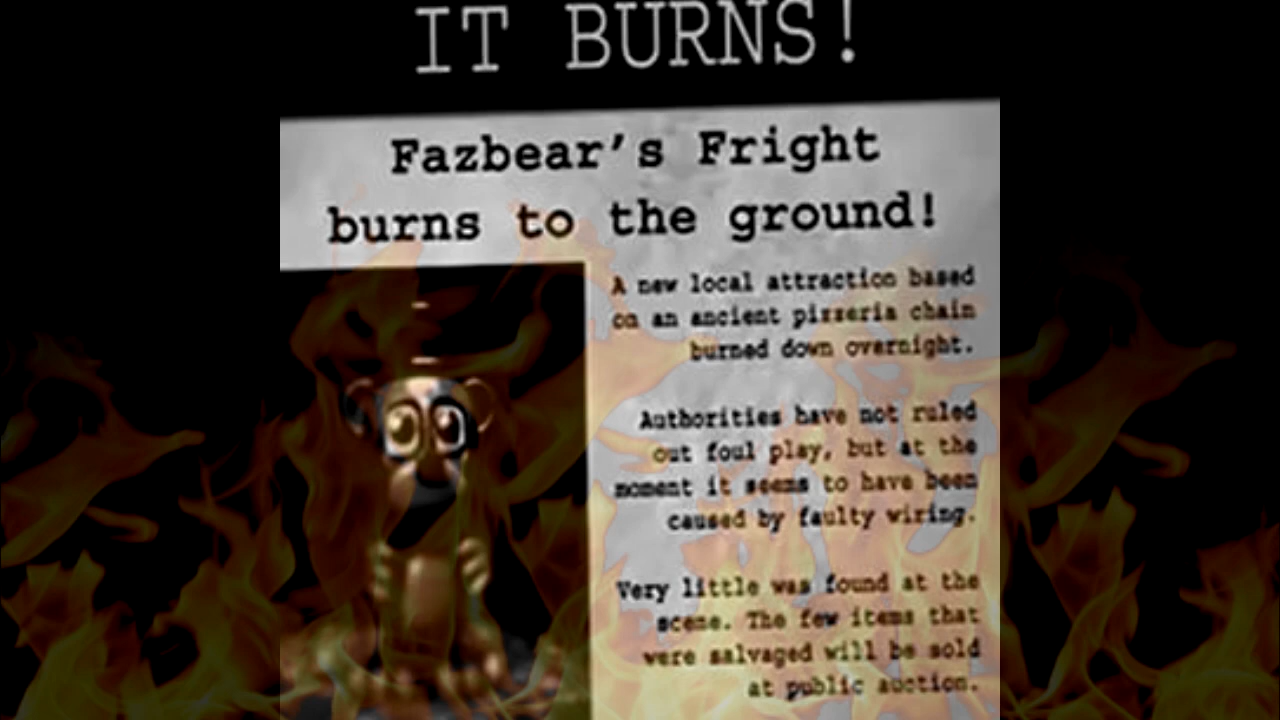 IT BURNS!
Fazbear's Fright
burns to the ground!
A new local attraction based
on an ancient pizzeria chain
burned down overnight.
Authorities have not ruled
out foul play, but at the
moment it seems to have been
caused by faulty wiring.
Very little was found at the
scene. The few items that
were salvaged will be sold
at public auction.